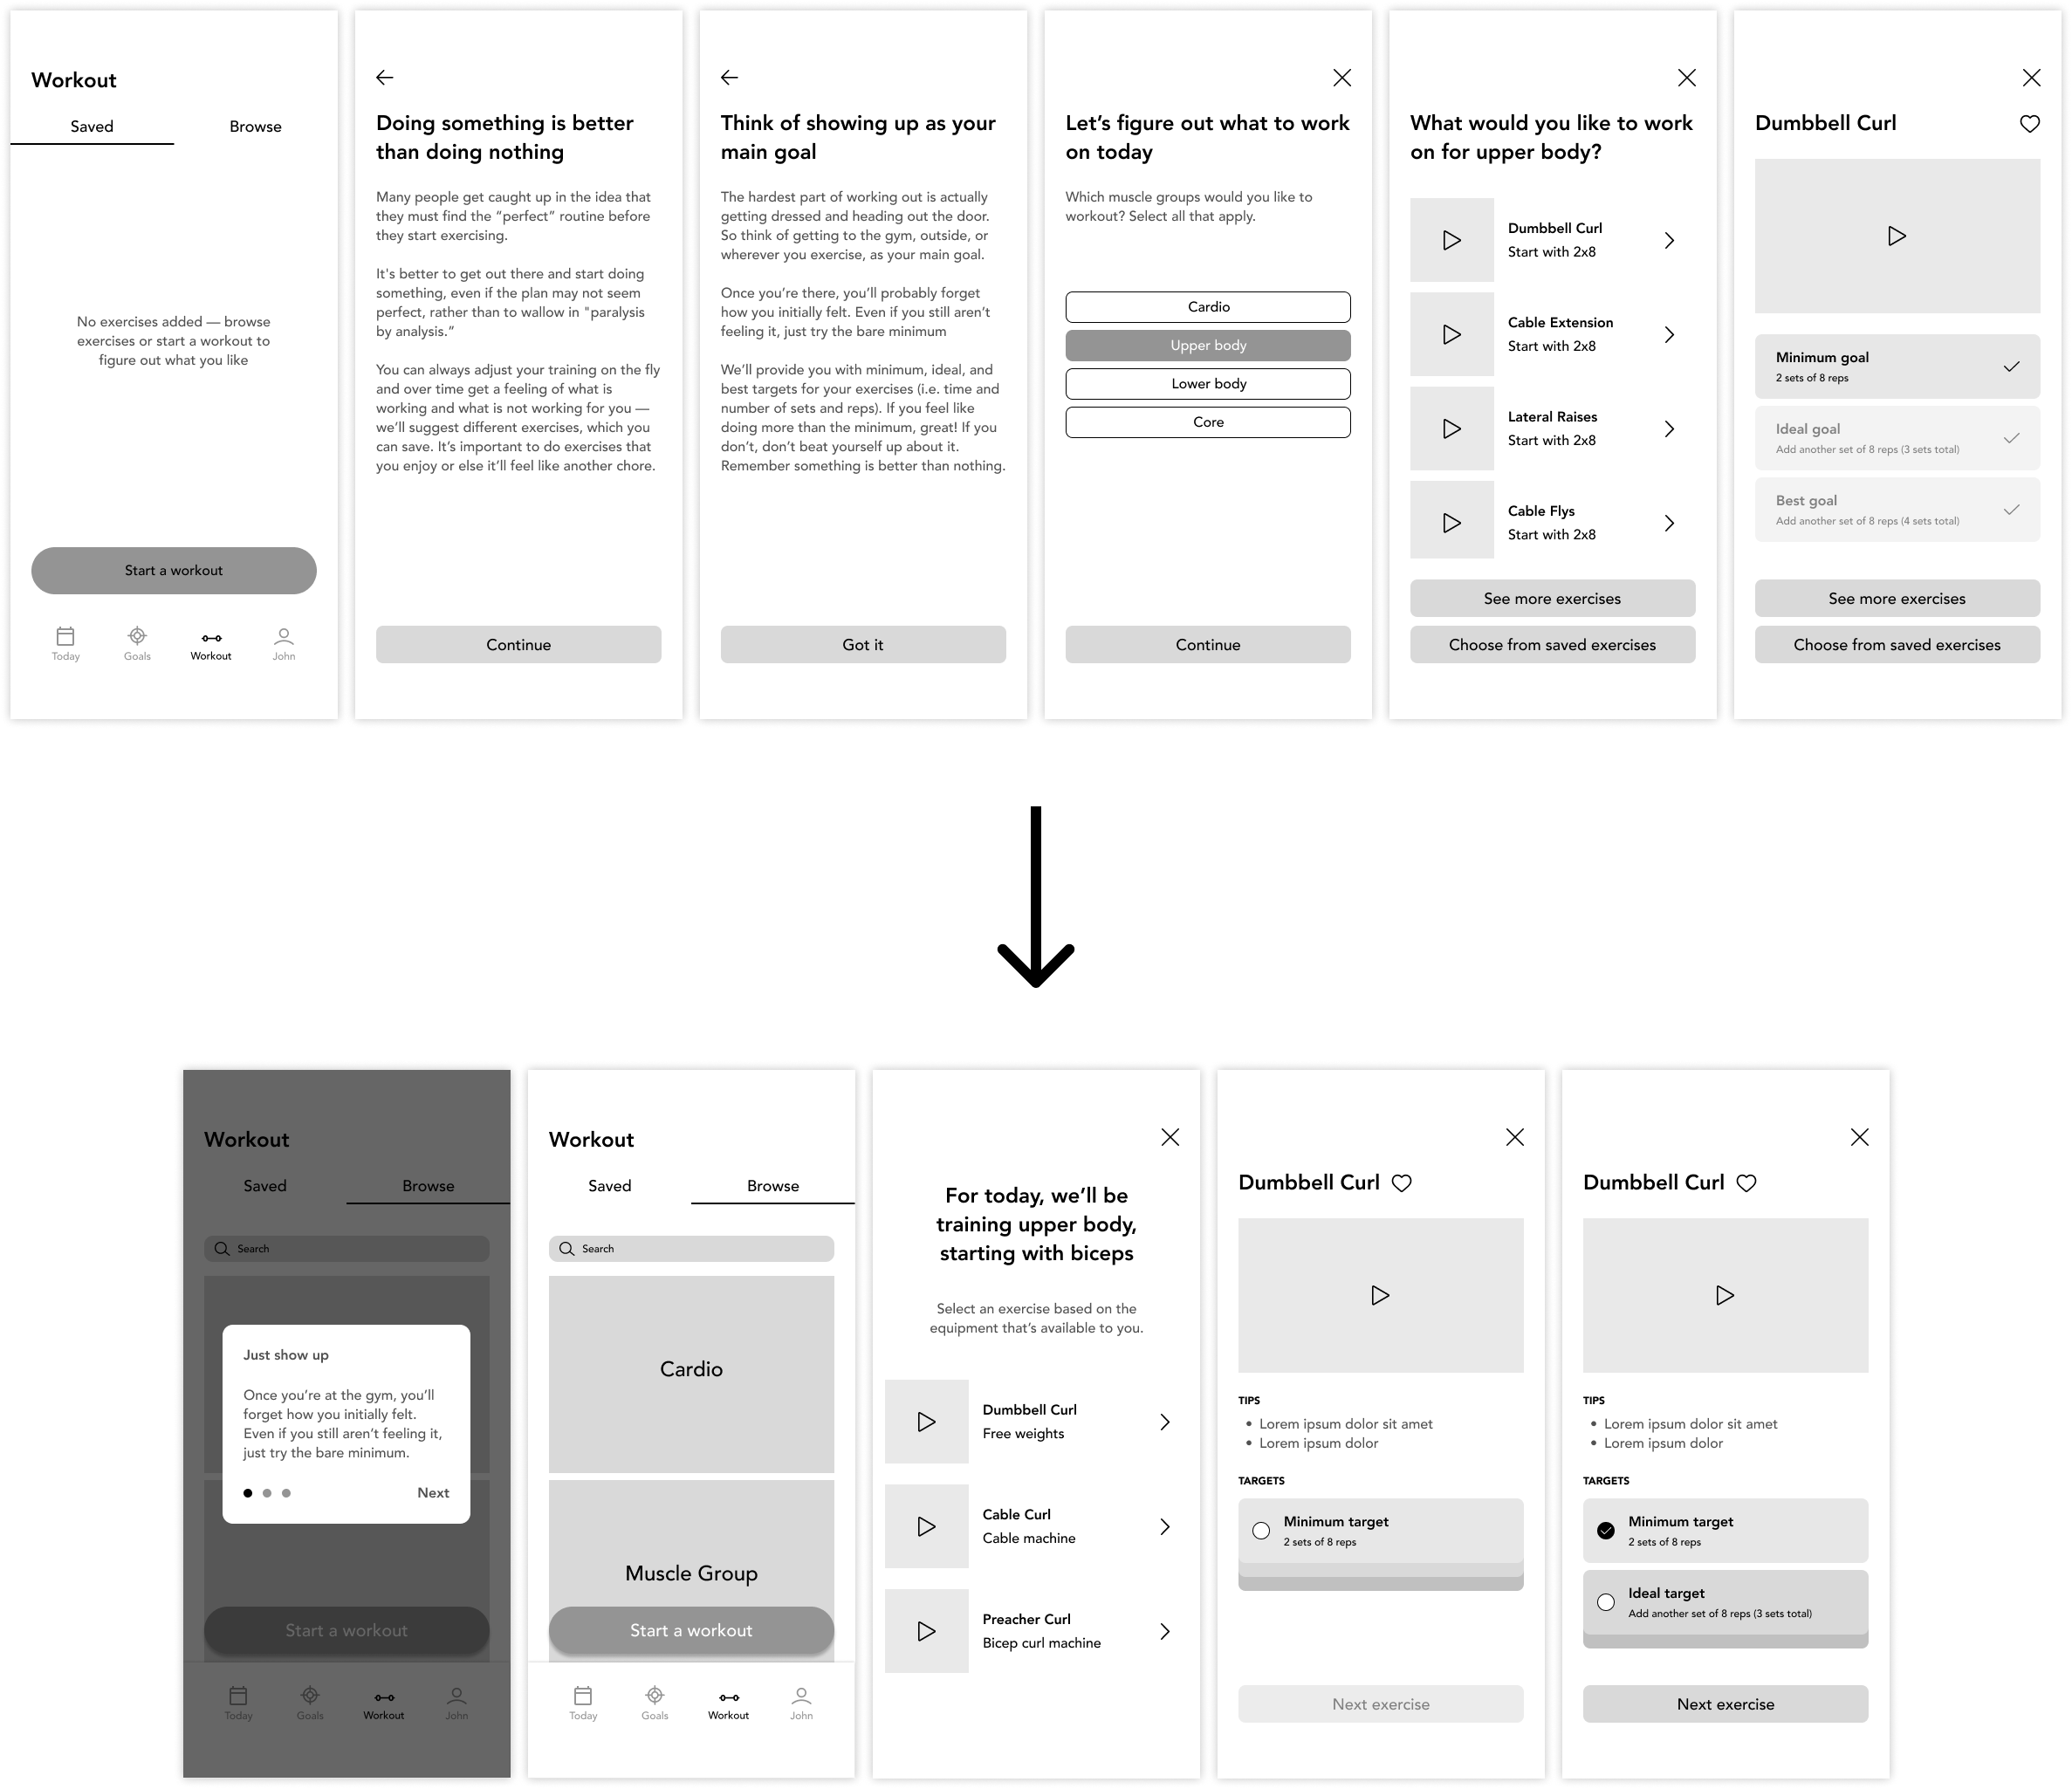 Workout
Saved
Browse
No exercises added — browse
exercises or start a workout to
figure out what you like
Start a workout
Today
Goals
Workout
John
Doing something is better
than doing nothing
Many people get caught up in the idea that
they must find the “perfect” routine before
they start exercising.
It's better to get out there and start doing
something, even if the plan may not seem
perfect, rather than to wallow in "paralysis
by analysis.”
You can always adjust your training on the fly
and over time get a feeling of what is
working and what is not working for you —
we’ll suggest different exercises, which you
can save. It’s important to do exercises that
you enjoy or else it’ll feel like another chore.
Continue
Think of showing up as your
main goal
The hardest part of working out is actually
getting dressed and heading out the door.
So think of getting to the gym, outside, or
wherever you exercise, as your main goal.
Once you’re there, you’ll probably forget
how you initially felt. Even if you still aren’t
feeling it, just try the bare minimum
We’ll provide you with minimum, ideal, and
best targets for your exercises (i.e. time and
number of sets and reps). If you feel like
doing more than the minimum, great! If you
don’t, don’t beat yourself up about it.
Remember something is better than nothing.
Got it
Let’s figure out what to work
on today
Which muscle groups would you like to
workout? Select all that apply.
Cardio
Upper body
Lower body
Core
Continue
What would you like to work
on for upper body?
Dumbbell Curl
Start with 2x8
Cable Extension
Start with 2x8
Lateral Raises
Start with 2x8
Cable Flys
Start with 2x8
See more exercises
Choose from saved exercises
Dumbbell Curl
Minimum goal
2 sets of 8 reps
Ideal goal
Add another set of 8 reps (3 sets total)
Best goal
Add another set of 8 reps (4 sets total)
See more exercises
Choose from saved exercises
Workout
Saved
Browse
Search
Just show up
Once you’re at the gym, you’ll
forget how you initially felt.
Even if you still aren’t feeling it,
just try the bare minimum.
Next
Start a workout
Today
Goals
Workout
John
Workout
Saved
Browse
Search
Cardio
Muscle Group
Start a workout
Today
Goals
Workout
John
For today, we’ll be
training upper body,
starting with biceps
Select an exercise based on the
equipment that’s available to you.
Dumbbell Curl
Free weights
Cable Curl
Cable machine
Preacher Curl
Bicep curl machine
Dumbbell Curl
TIPS
• Lorem ipsum dolor sit amet
• Lorem ipsum dolor
TARGETS
Minimum target
2 sets of 8 reps
Next exercise
Dumbbell Curl
TIPS
• Lorem ipsum dolor sit amet
• Lorem ipsum dolor
TARGETS
Minimum target
2 sets of 8 reps
Ideal target
Add another set of 8 reps (3 sets total)
Next exercise